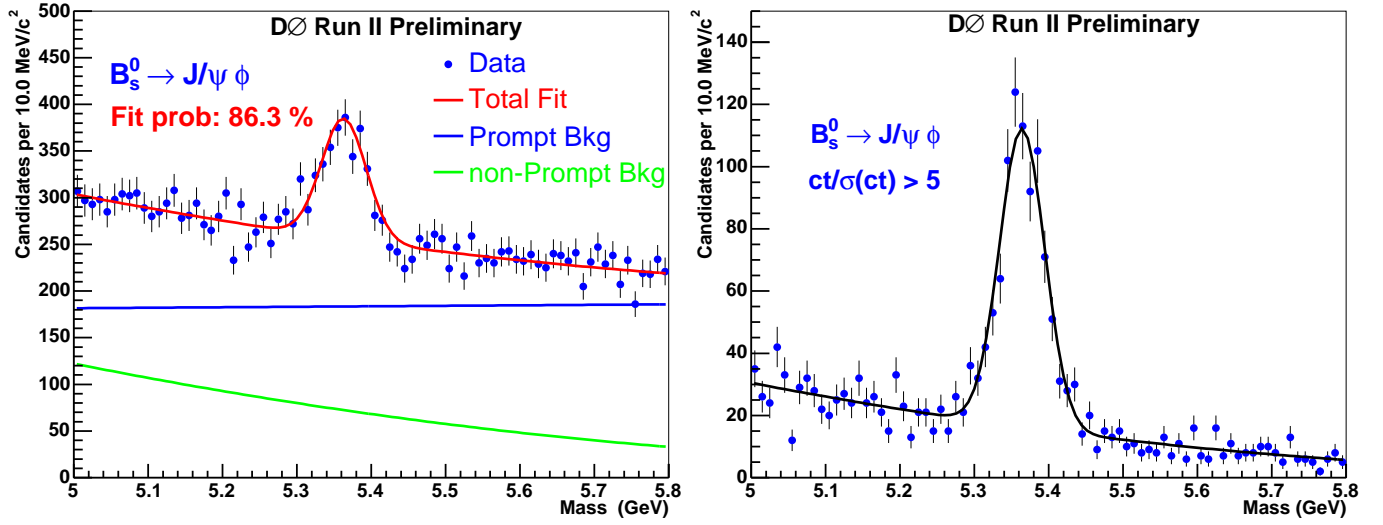 DØ Run II Preliminary
Candidates per 10.0 MeV/c²
500
450
400
350
300
250
200
150
100
50
0
B⁰ₛ → J/ψ ϕ
Fit prob: 86.3 %
Data
Total Fit
Prompt Bkg
non-Prompt Bkg
5 5.1 5.2 5.3 5.4 5.5 5.6 5.7 5.8
Mass (GeV)
DØ Run II Preliminary
Candidates per 10.0 MeV/c²
140
120
100
80
60
40
20
0
B⁰ₛ → J/ψ ϕ
ct/σ(ct) > 5
5 5.1 5.2 5.3 5.4 5.5 5.6 5.7 5.8
Mass (GeV)